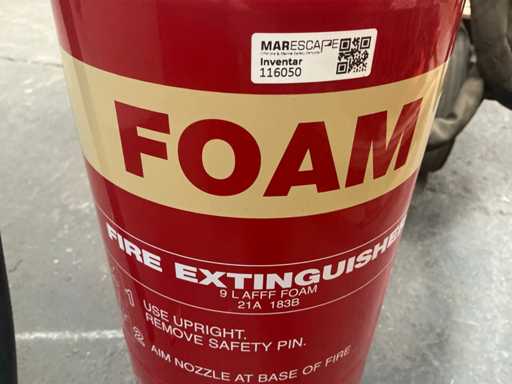 MARESCAPE
Inventar
116050
FOAM
FIRE EXTINGUISHE
9 L AFFF FOAM
21A 183B
1 USE UPRIGHT.
REMOVE SAFETY PIN.
2 AIM NOZZLE AT BASE OF FIRE